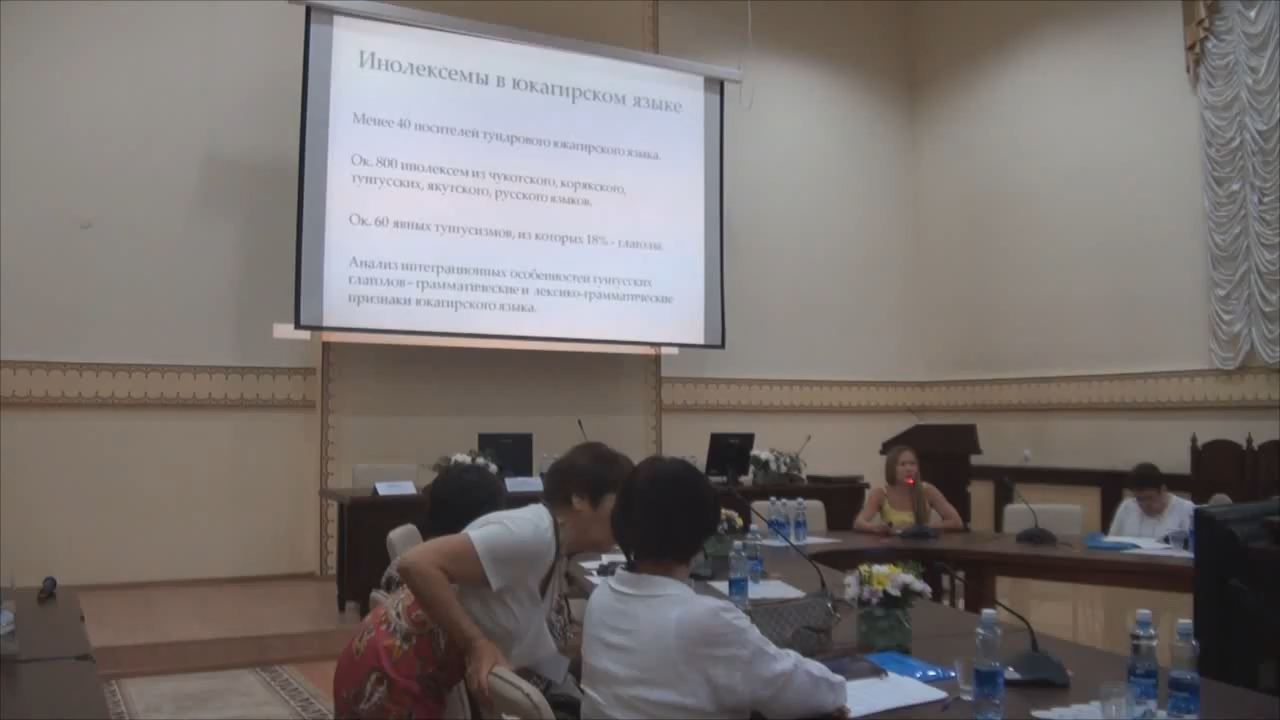 Инолексемы в юкагирском языке
Менее 40 носителей тундрового юкагирского языка.
Ок. 800 инолексем из чукотского, корякского,
тунгусских, якутского, русского языков.
Ок. 60 явных тунгусизмов, из которых 18% - глаголы.
Анализ интеграционных особенностей тунгусских
глаголов - грамматические и лексико-грамматические
признаки юкагирского языка.